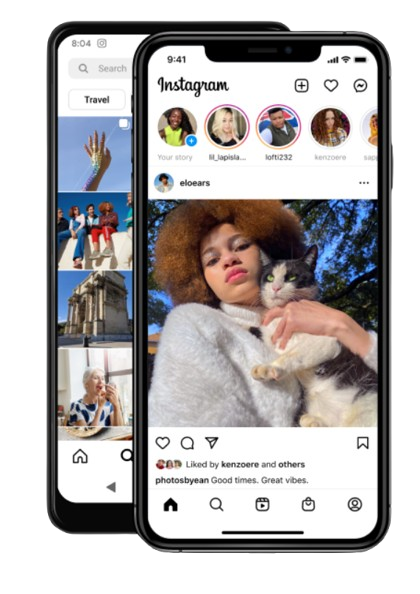 8:04
Search
Travel
9:41
Instagram
Your story lil_lapisla... lofti232 kenzoere sapp
eloears
Liked by kenzoere and others
photosbyean Good times. Great vibes.